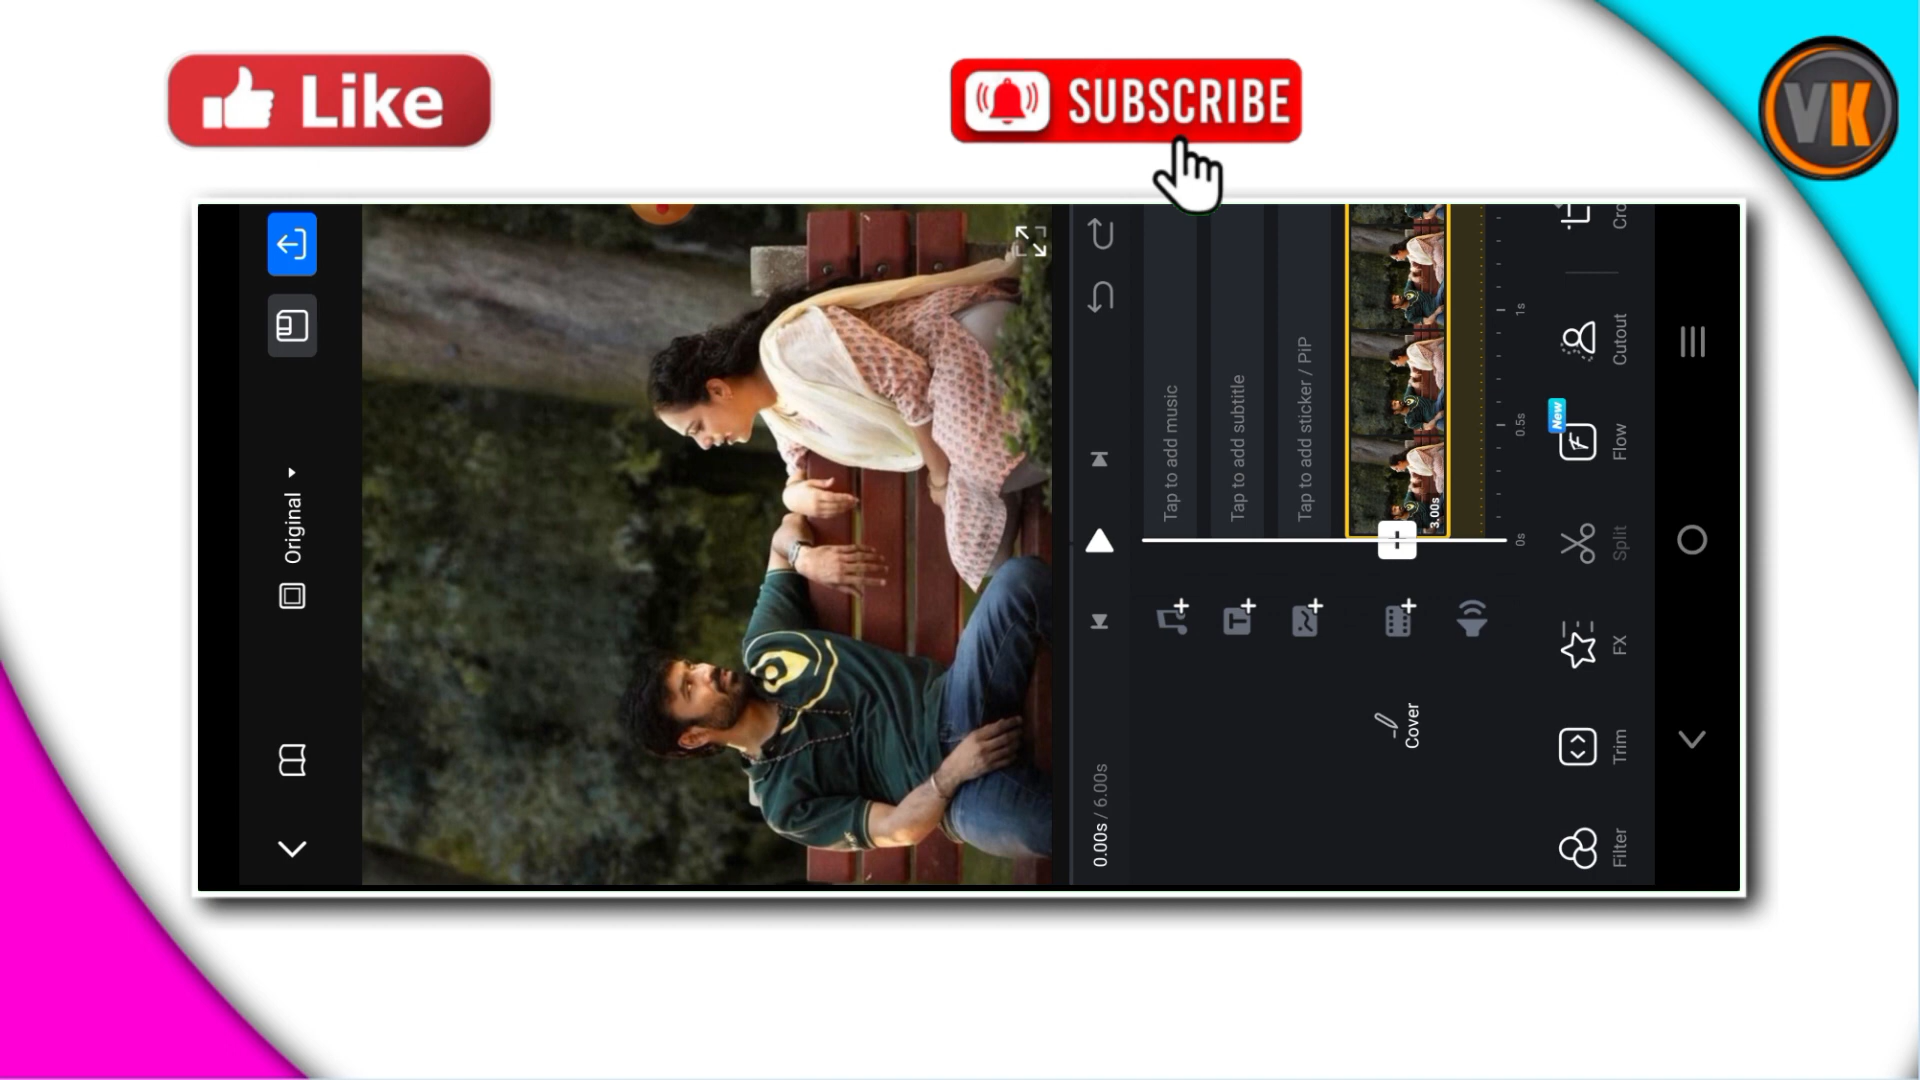 Like
SUBSCRIBE
VK
Original
0.00s / 6.00s
Tap to add music
Tap to add subtitle
Tap to add sticker / PiP
3.00s
Cover
0s
0.5s
1s
New
Filter
Trim
FX
Split
Flow
Cutout
Cro